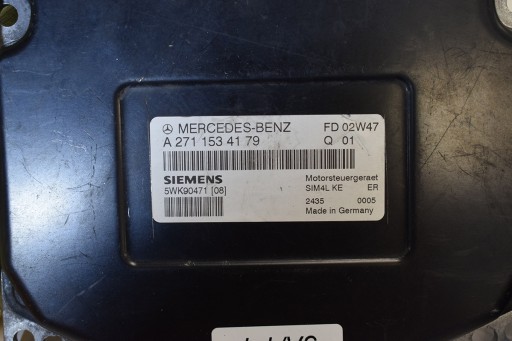 MERCEDES-BENZ FD 02W47
A 271 153 41 79 Q 01
SIEMENS Motorsteuergeraet
5WK90471 [08] SIM4L KE ER
2435 0005
Made in Germany